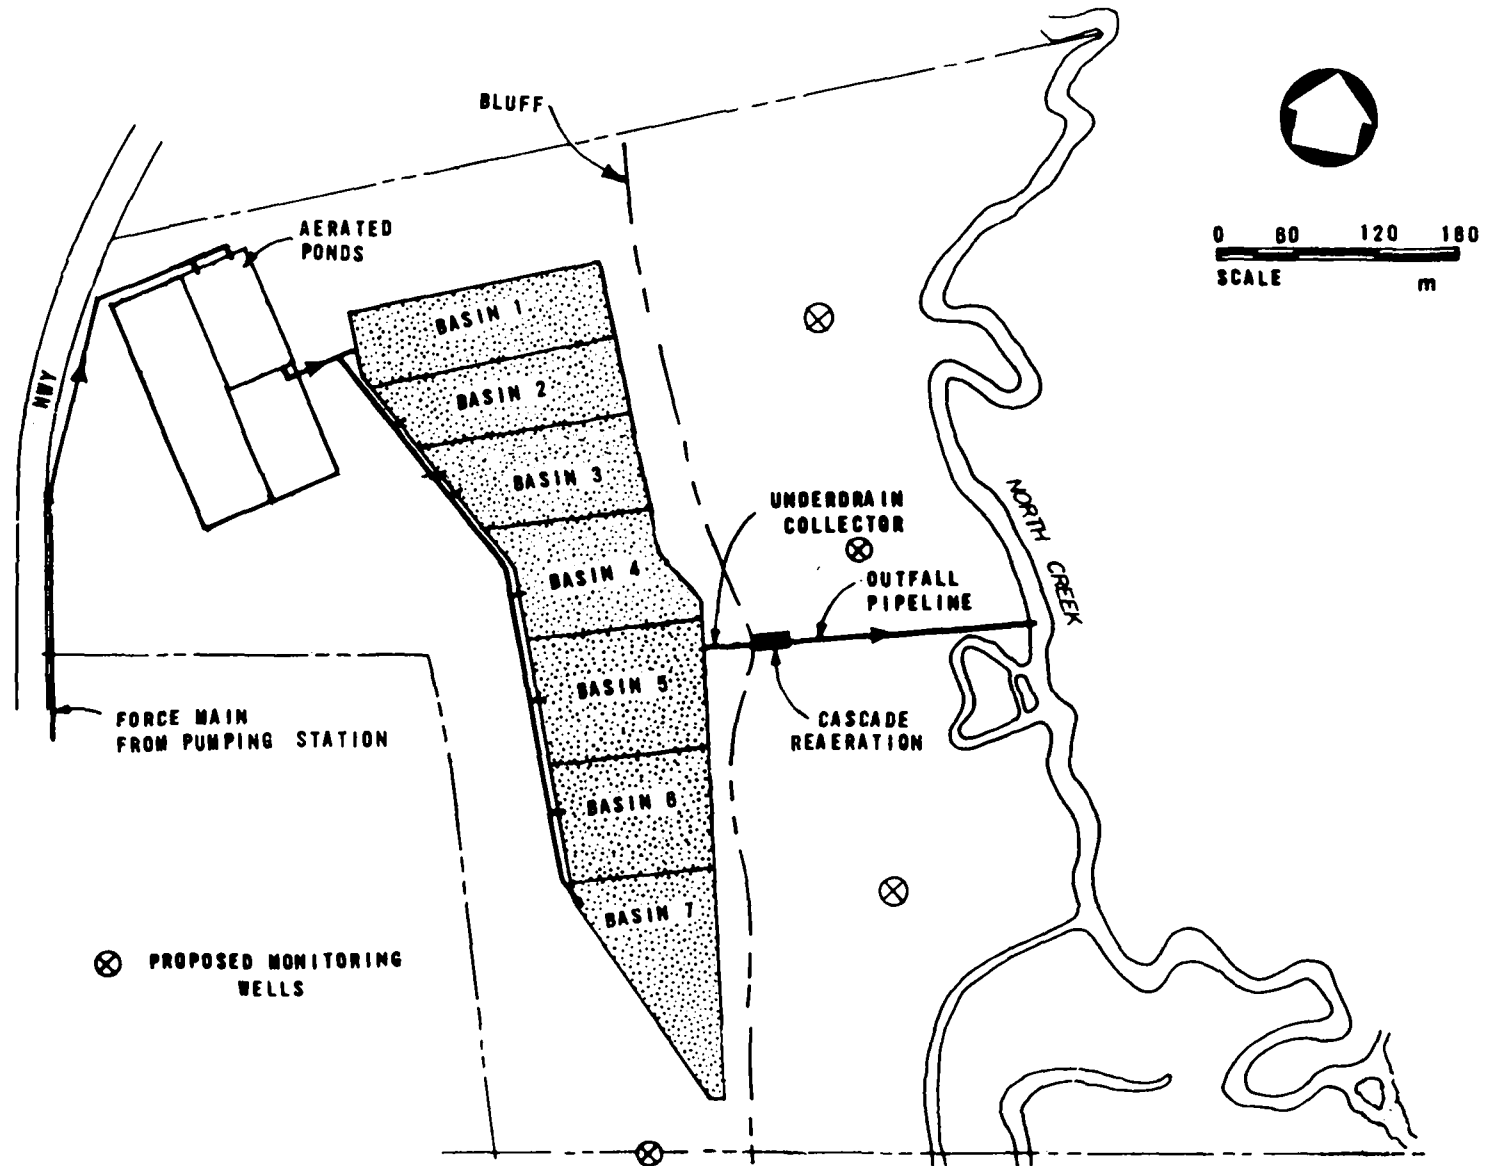 BLUFF
AERATED
PONDS
0 60 120 180
SCALE m
HWY
BASIN 1
BASIN 2
BASIN 3
BASIN 4
BASIN 5
BASIN 6
BASIN 7
UNDERDRAIN
COLLECTOR
OUTFALL
PIPELINE
NORTH CREEK
CASCADE
REAERATION
FORCE MAIN
FROM PUMPING STATION
PROPOSED MONITORING
WELLS